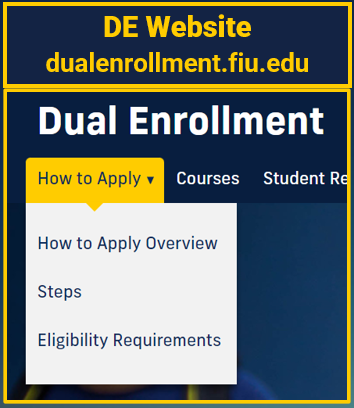 DE Website
dualenrollment.fiu.edu
Dual Enrollment
How to Apply ▾ Courses Student Re
How to Apply Overview
Steps
Eligibility Requirements